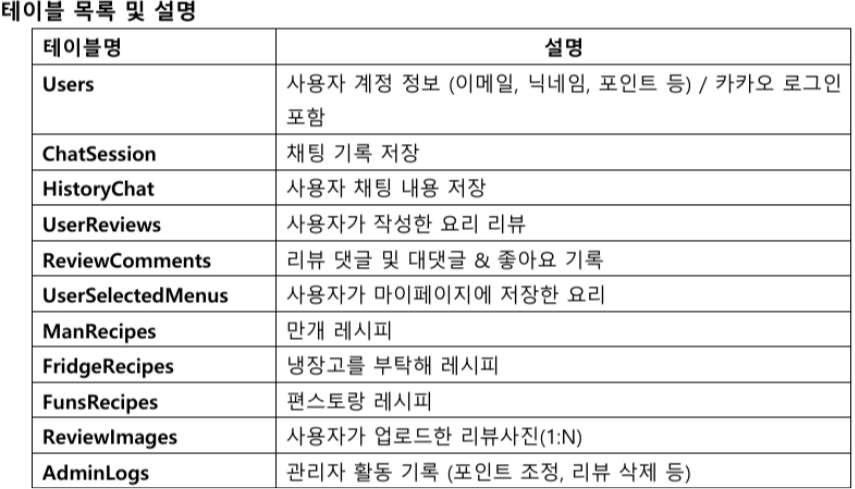 테이블 목록 및 설명
테이블명 설명
Users 사용자 계정 정보 (이메일, 닉네임, 포인트 등) / 카카오 로그인
포함
ChatSession 채팅 기록 저장
HistoryChat 사용자 채팅 내용 저장
UserReviews 사용자가 작성한 요리 리뷰
ReviewComments 리뷰 댓글 및 대댓글 & 좋아요 기록
UserSelectedMenus 사용자가 마이페이지에 저장한 요리
ManRecipes 만개 레시피
FridgeRecipes 냉장고를 부탁해 레시피
FunsRecipes 편스토랑 레시피
ReviewImages 사용자가 업로드한 리뷰사진(1:N)
AdminLogs 관리자 활동 기록 (포인트 조정, 리뷰 삭제 등)